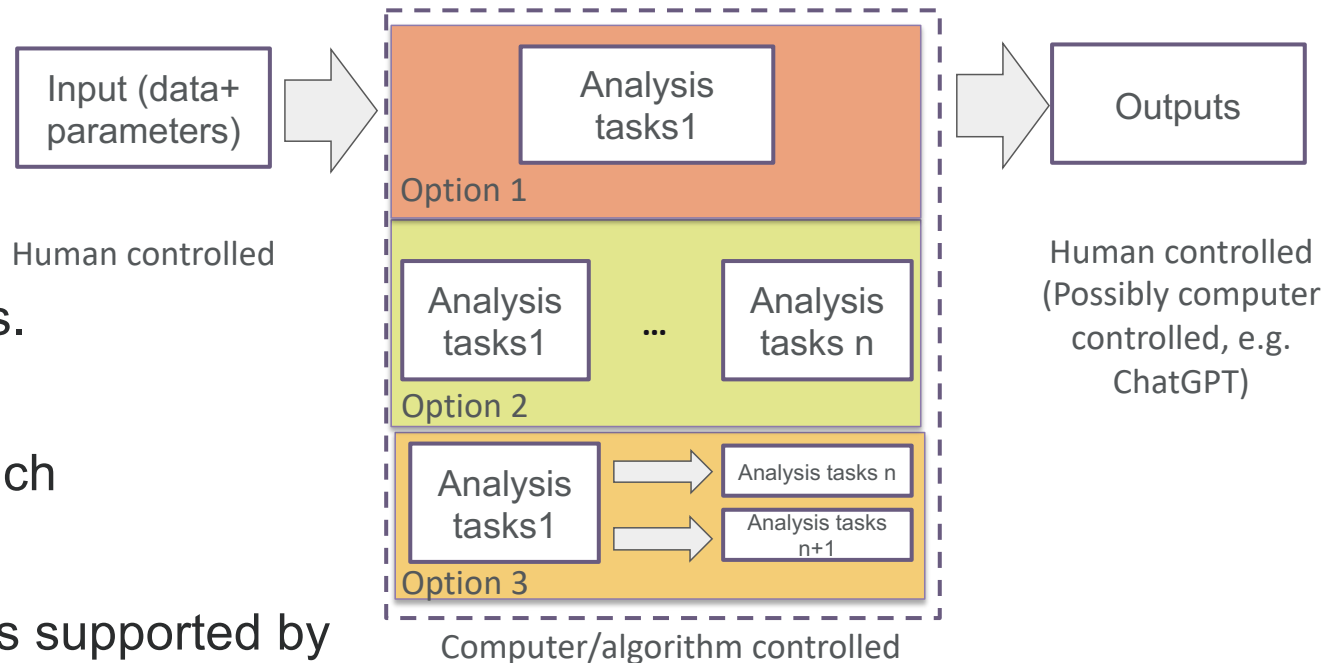 Input (data+
parameters)
Human controlled
s.
ch
s supported by
Analysis
tasks1
Option 1
Analysis
tasks1
...
Analysis
tasks n
Option 2
Analysis
tasks1
Analysis tasks n
Analysis tasks
n+1
Option 3
Computer/algorithm controlled
Outputs
Human controlled
(Possibly computer
controlled, e.g.
ChatGPT)